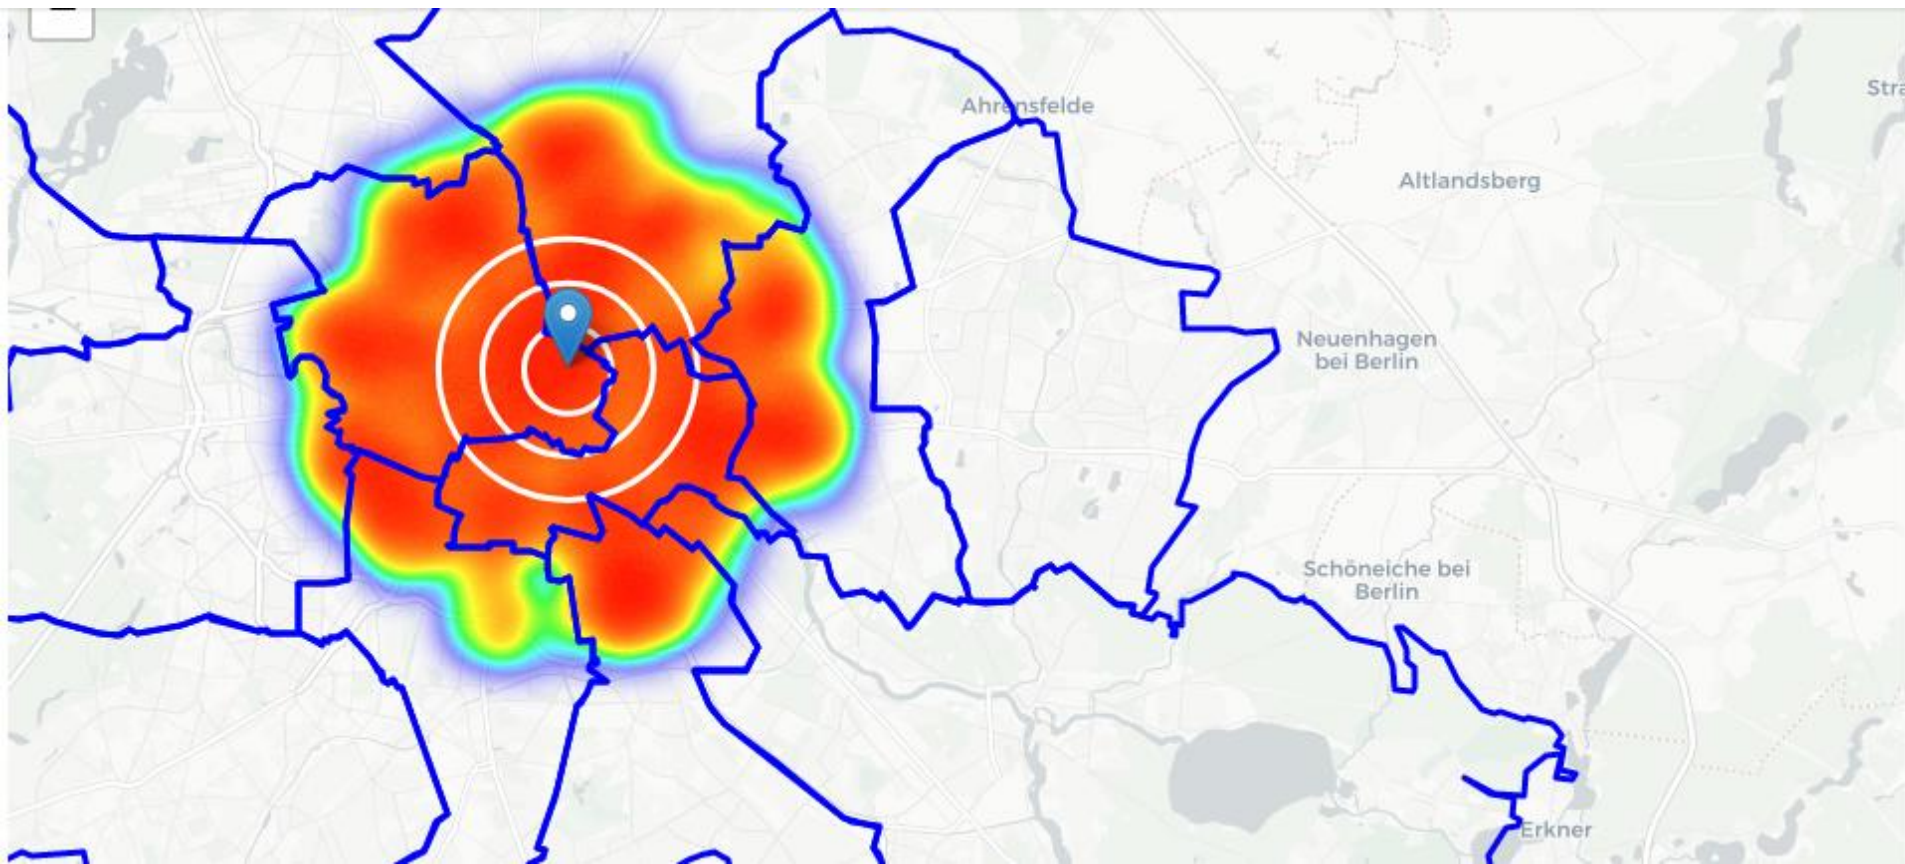 Ahrensfelde
Altlandsberg
Neuenhagen
bei Berlin
Schöneiche bei
Berlin
Erkner